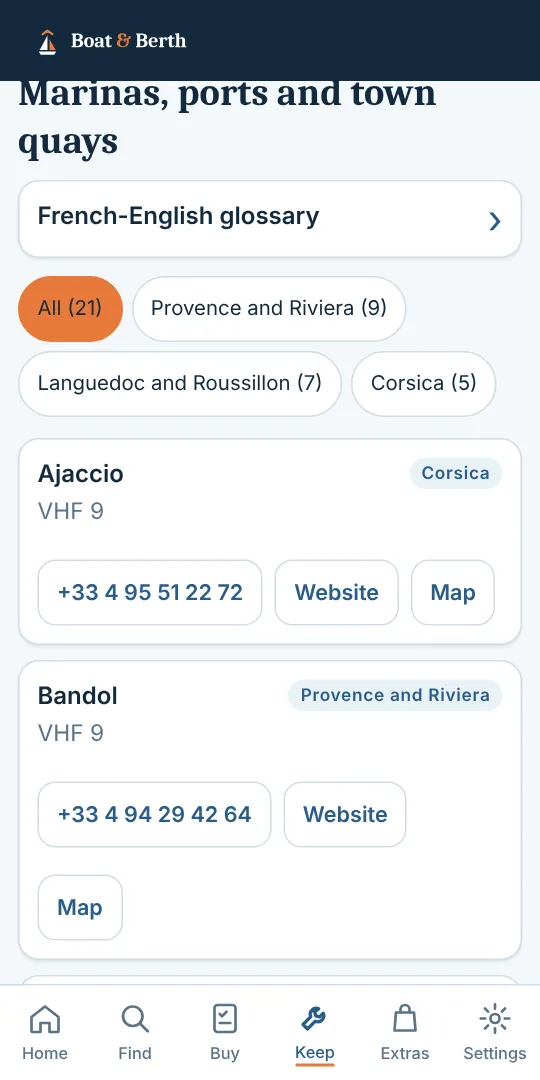 Boat & Berth
Marinas, ports and town
quays
French-English glossary
All (21)
Provence and Riviera (9)
Languedoc and Roussillon (7)
Corsica (5)
Ajaccio
Corsica
VHF 9
+33 4 95 51 22 72
Website
Map
Bandol
Provence and Riviera
VHF 9
+33 4 94 29 42 64
Website
Map
Home
Find
Buy
Keep
Extras
Settings